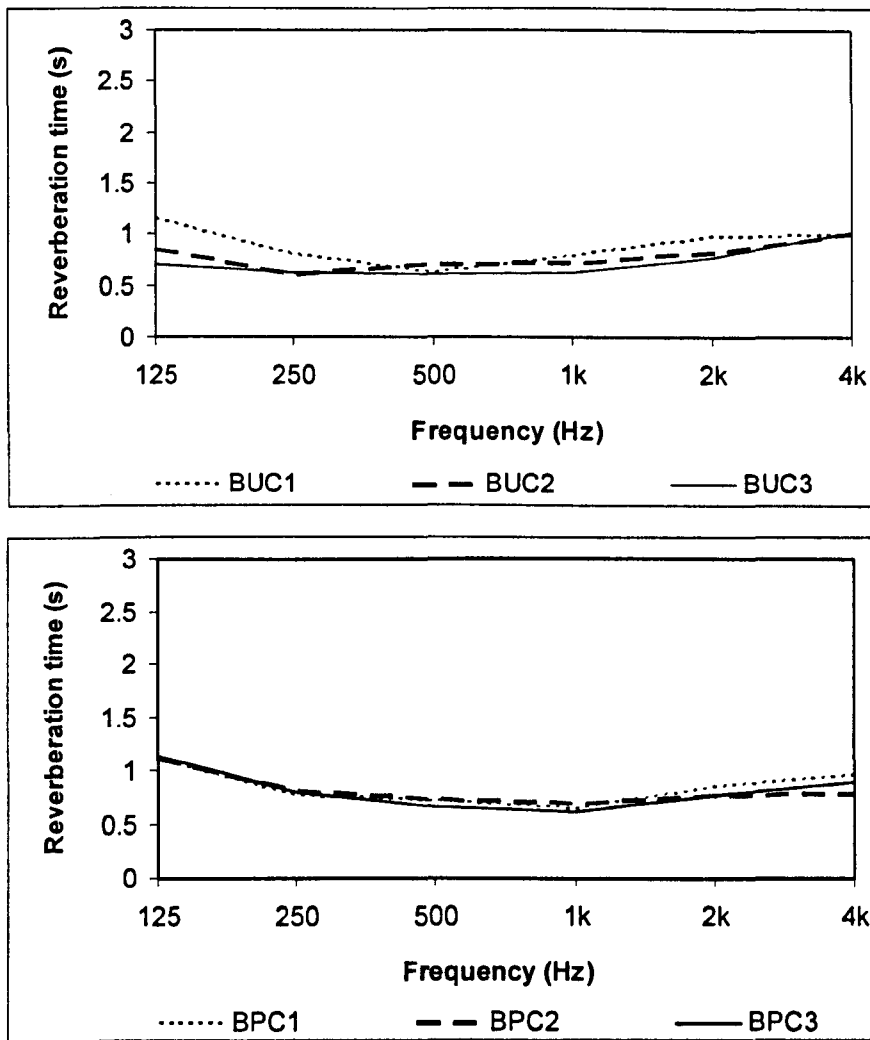 Reverberation time (s)
3
2.5
2
1.5
1
0.5
0
125 250 500 1k 2k 4k
Frequency (Hz)
BUC1 BUC2 BUC3
Reverberation time (s)
3
2.5
2
1.5
1
0.5
0
125 250 500 1k 2k 4k
Frequency (Hz)
BPC1 BPC2 BPC3